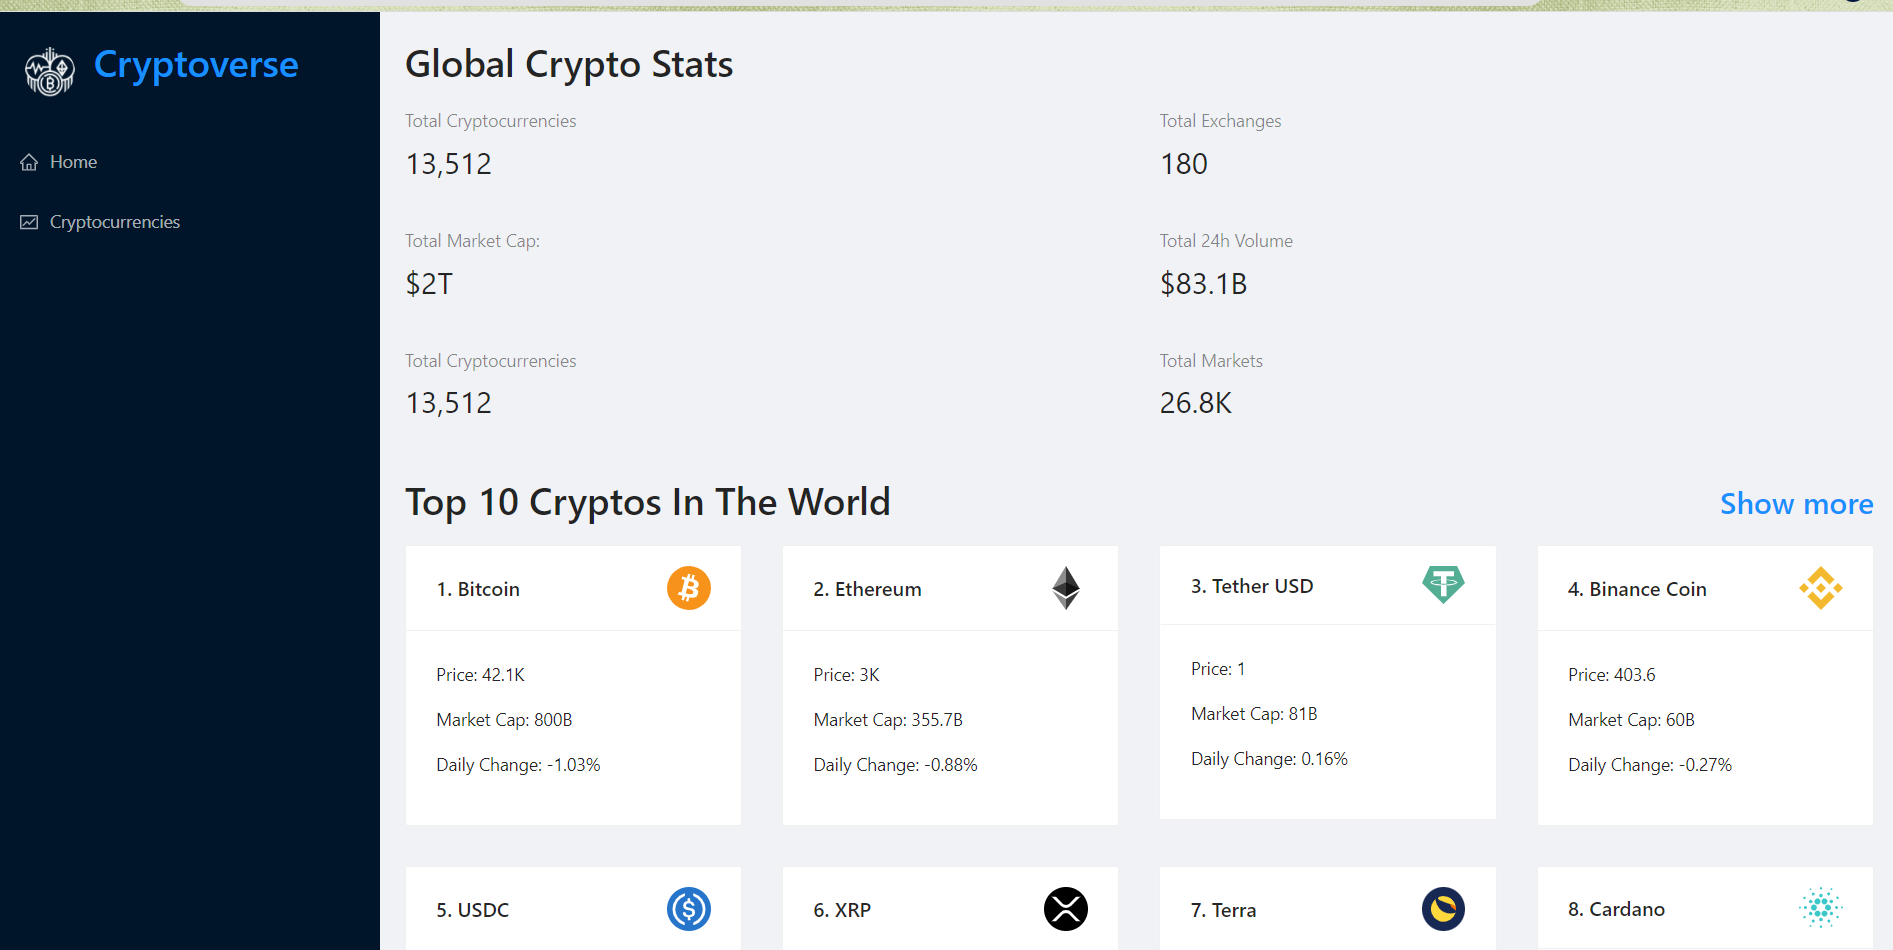 Cryptoverse
Home
Cryptocurrencies
Global Crypto Stats
Total Cryptocurrencies
13,512
Total Exchanges
180
Total Market Cap:
$2T
Total 24h Volume
$83.1B
Total Cryptocurrencies
13,512
Total Markets
26.8K
Top 10 Cryptos In The World
Show more
1. Bitcoin
Price: 42.1K
Market Cap: 800B
Daily Change: -1.03%
2. Ethereum
Price: 3K
Market Cap: 355.7B
Daily Change: -0.88%
3. Tether USD
Price: 1
Market Cap: 81B
Daily Change: 0.16%
4. Binance Coin
Price: 403.6
Market Cap: 60B
Daily Change: -0.27%
5. USDC
6. XRP
7. Terra
8. Cardano